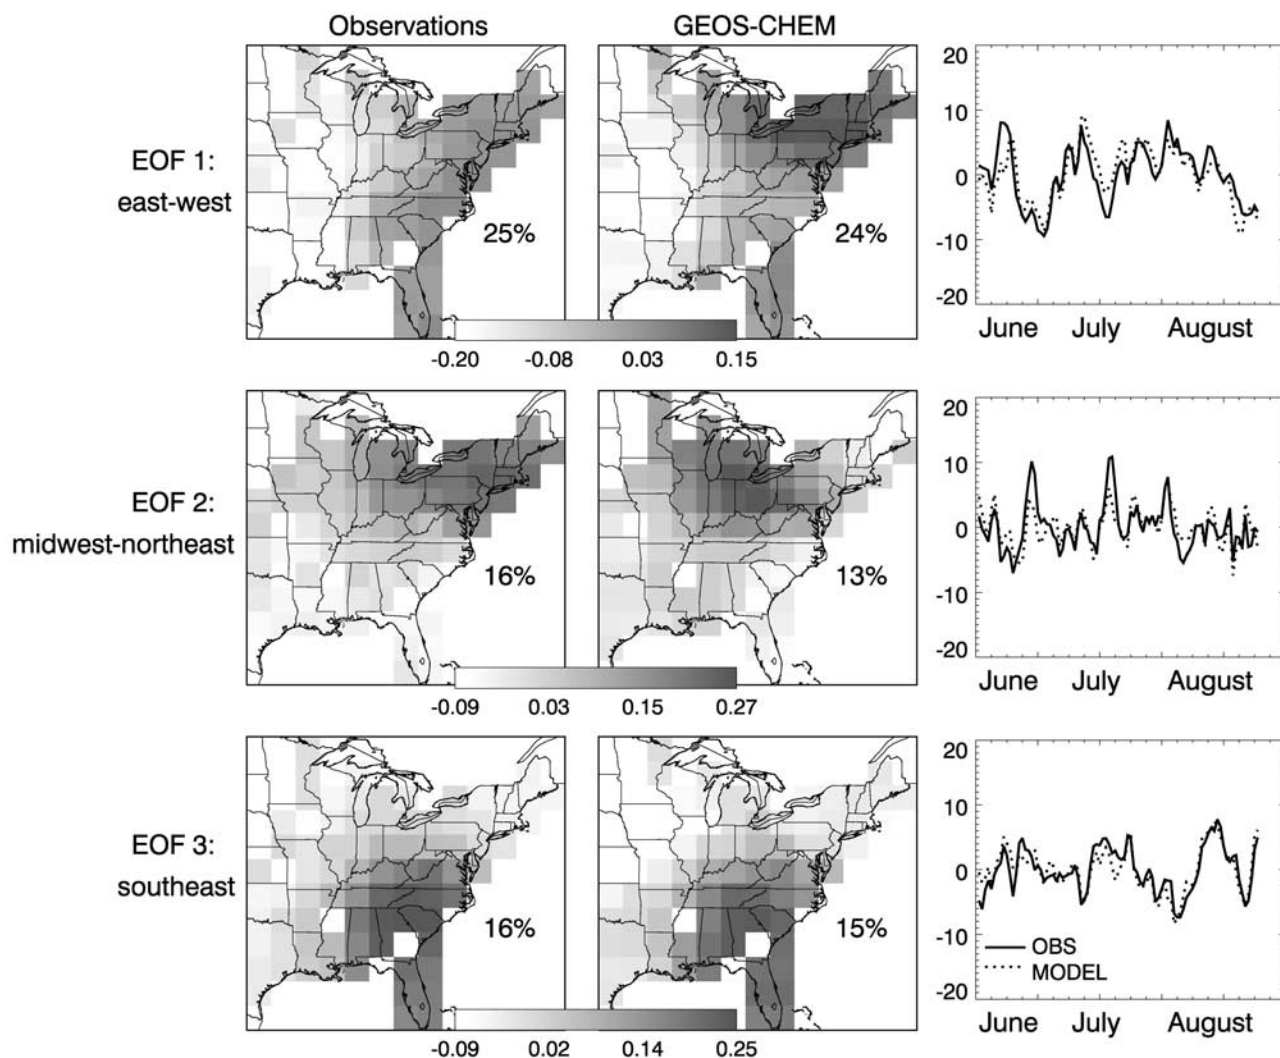 Observations
GEOS-CHEM
EOF 1:
east-west
25%
24%
-0.20 -0.08 0.03 0.15
20
10
0
-10
-20
June July August
EOF 2:
midwest-northeast
16%
13%
-0.09 0.03 0.15 0.27
20
10
0
-10
-20
June July August
EOF 3:
southeast
16%
15%
-0.09 0.02 0.14 0.25
20
10
0
-10
-20
OBS
MODEL
June July August